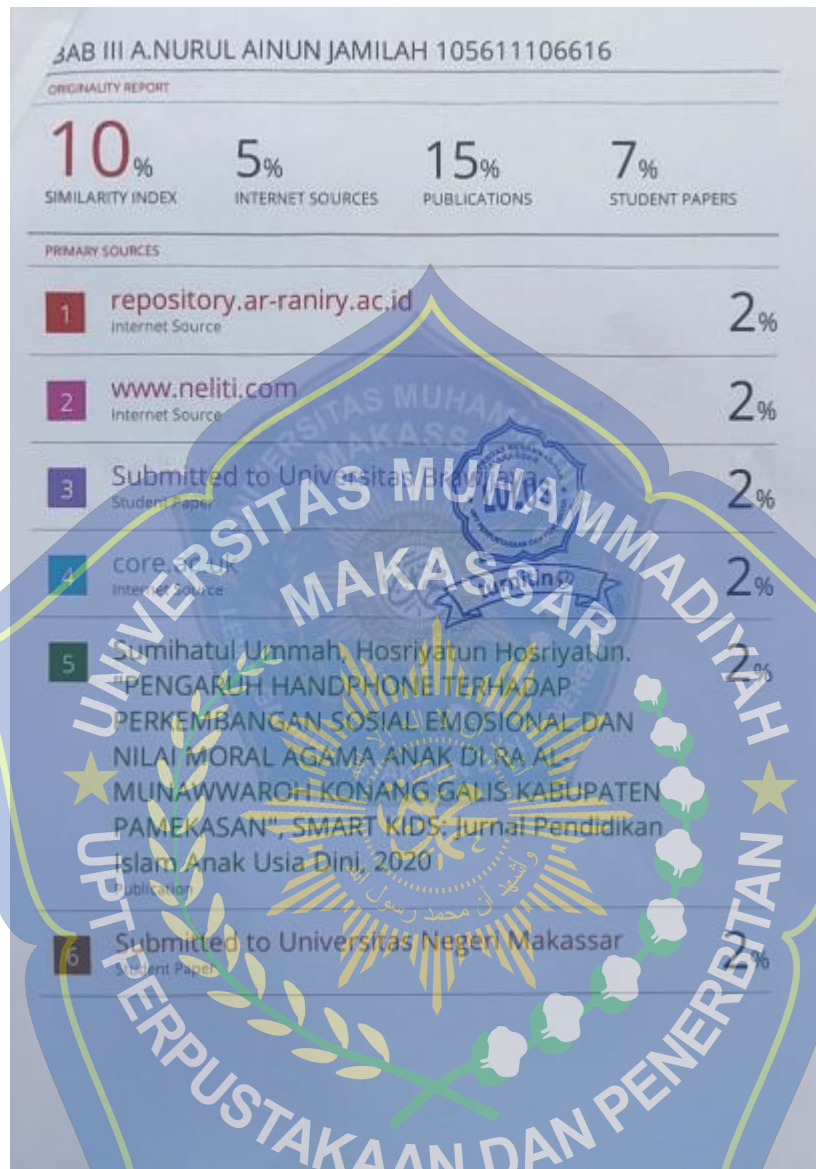 BAB III A.NURUL AINUN JAMILAH 105611106616
ORIGINALITY REPORT
10% 5% 15% 7%
SIMILARITY INDEX INTERNET SOURCES PUBLICATIONS STUDENT PAPERS
PRIMARY SOURCES
1 repository.ar-raniry.ac.id 2%
Internet Source
2 www.neliti.com 2%
Internet Source
3 Submitted to Universitas Brawijaya 2%
Student Paper
4 core.ac.uk 2%
Internet Source
5 Sumihatul Ummah, Hosriyatun Hosriyatun. 2%
"PENGARUH HANDPHONE TERHADAP
PERKEMBANGAN SOSIAL EMOSIONAL DAN
NILAI MORAL AGAMA ANAK DI RA AL-
MUNAWWAROH KONANG GALIS KABUPATEN
PAMEKASAN", SMART KIDS: Jurnal Pendidikan
Islam Anak Usia Dini, 2020
Publication
6 Submitted to Universitas Negeri Makassar 2%
Student Paper
UNIVERSITAS MUHAMMADIYAH
MAKASSAR
UPT PERPUSTAKAAN DAN PENERBITAN
turnitin